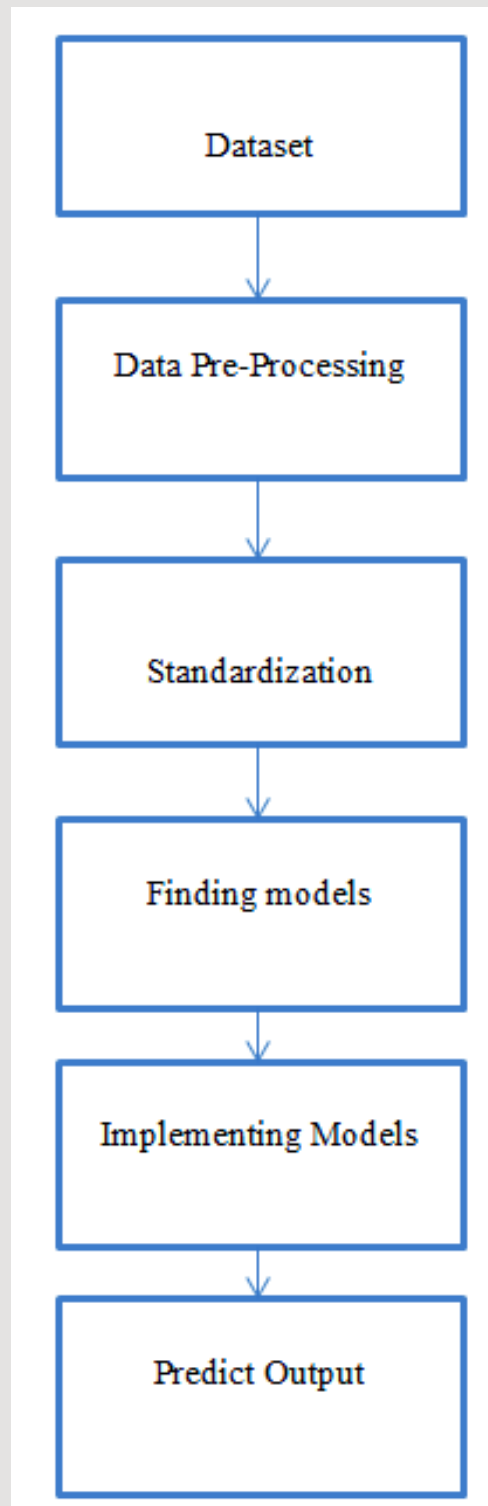 Dataset
Data Pre-Processing
Standardization
Finding models
Implementing Models
Predict Output